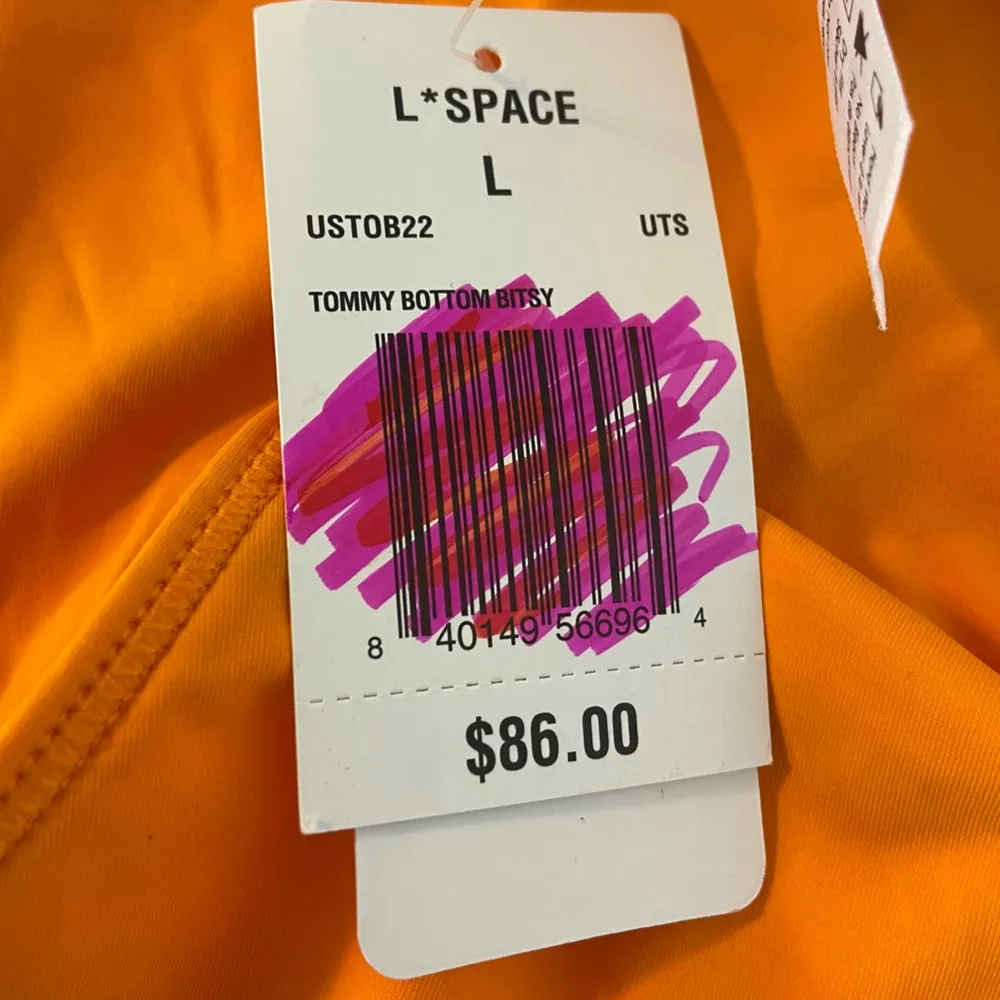 L*SPACE
L
USTOB22 UTS
TOMMY BOTTOM BITSY
8 40149 56696 4
$86.00